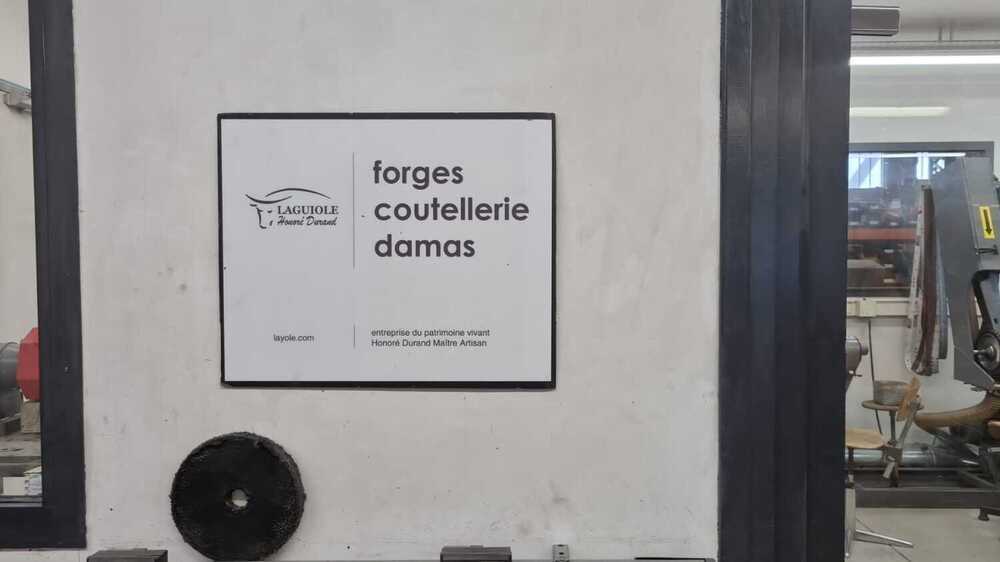 LAGUIOLE
Honoré Durand
forges
coutellerie
damas
layole.com
entreprise du patrimoine vivant
Honoré Durand Maître Artisan